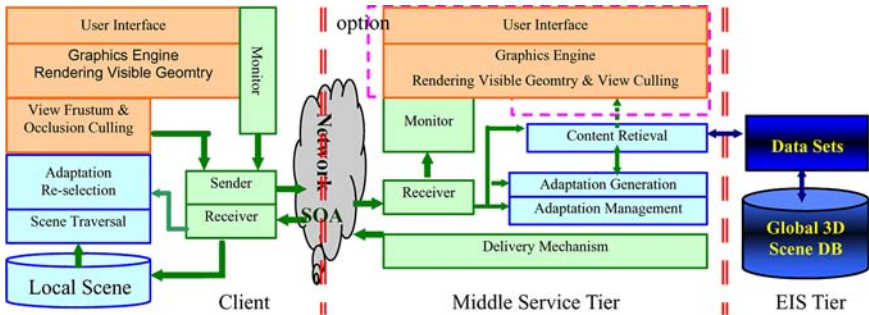 User Interface
Graphics Engine
Rendering Visible Geomtry
Monitor
View Frustum &
Occlusion Culling
Adaptation
Re-selection
Scene Traversal
Local Scene
Sender
Receiver
Client
Network
SOA
option
User Interface
Graphics Engine
Rendering Visible Geomtry & View Culling
Monitor
Content Retieval
Receiver
Adaptation Generation
Adaptation Management
Delivery Mechanism
Middle Service Tier
Data Sets
Global 3D
Scene DB
EIS Tier